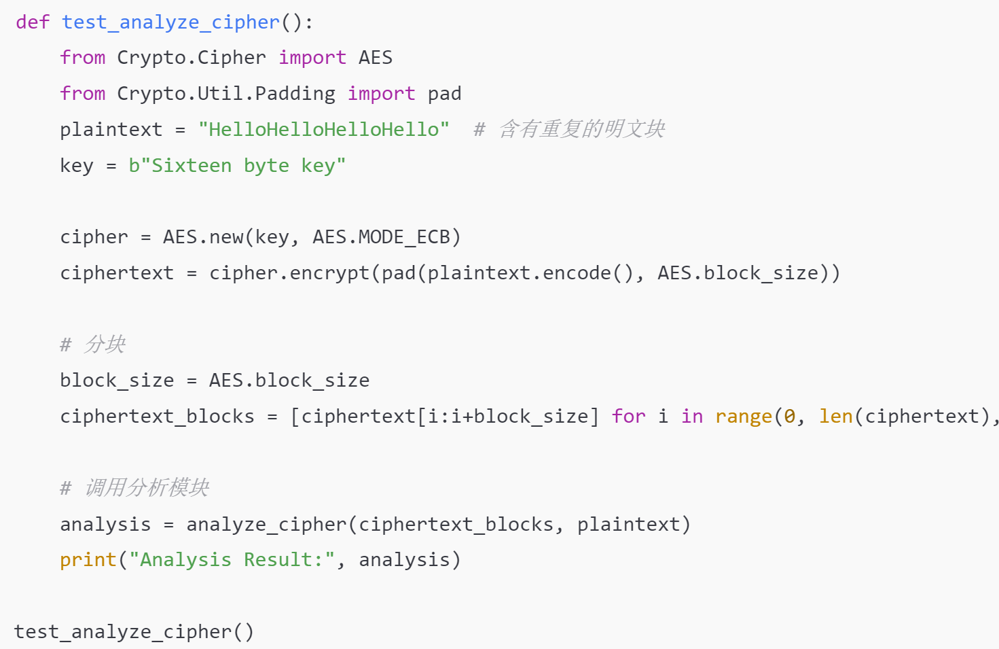 def test_analyze_cipher():
    from Crypto.Cipher import AES
    from Crypto.Util.Padding import pad
    plaintext = "HelloHelloHelloHello"  # 含有重复的明文块
    key = b"Sixteen byte key"
    cipher = AES.new(key, AES.MODE_ECB)
    ciphertext = cipher.encrypt(pad(plaintext.encode(), AES.block_size))
    # 分块
    block_size = AES.block_size
    ciphertext_blocks = [ciphertext[i:i+block_size] for i in range(0, len(ciphertext),
    # 调用分析模块
    analysis = analyze_cipher(ciphertext_blocks, plaintext)
    print("Analysis Result:", analysis)
test_analyze_cipher()